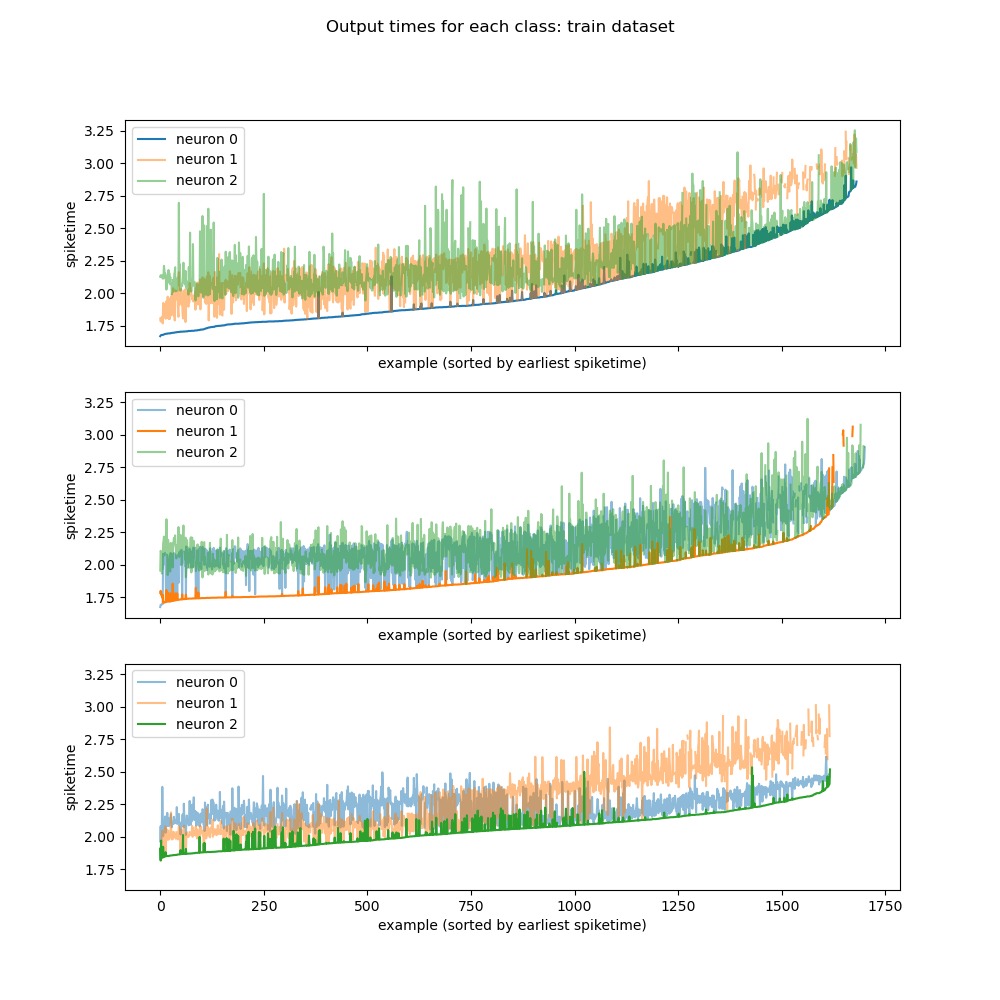 Output times for each class: train dataset
3.25
3.00
2.75
2.50
2.25
2.00
1.75
spiketime
neuron 0
neuron 1
neuron 2
example (sorted by earliest spiketime)
3.25
3.00
2.75
2.50
2.25
2.00
1.75
spiketime
neuron 0
neuron 1
neuron 2
example (sorted by earliest spiketime)
3.25
3.00
2.75
2.50
2.25
2.00
1.75
spiketime
neuron 0
neuron 1
neuron 2
0 250 500 750 1000 1250 1500 1750
example (sorted by earliest spiketime)